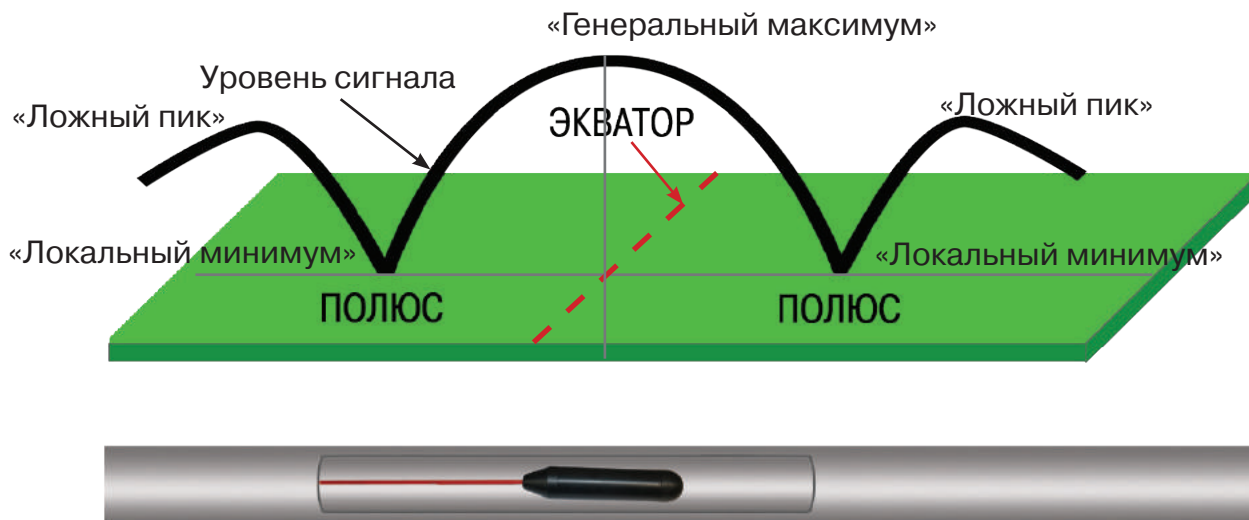 «Генеральный максимум»
Уровень сигнала
«Ложный пик»
«Ложный пик»
ЭКВАТОР
«Локальный минимум»
«Локальный минимум»
ПОЛЮС
ПОЛЮС